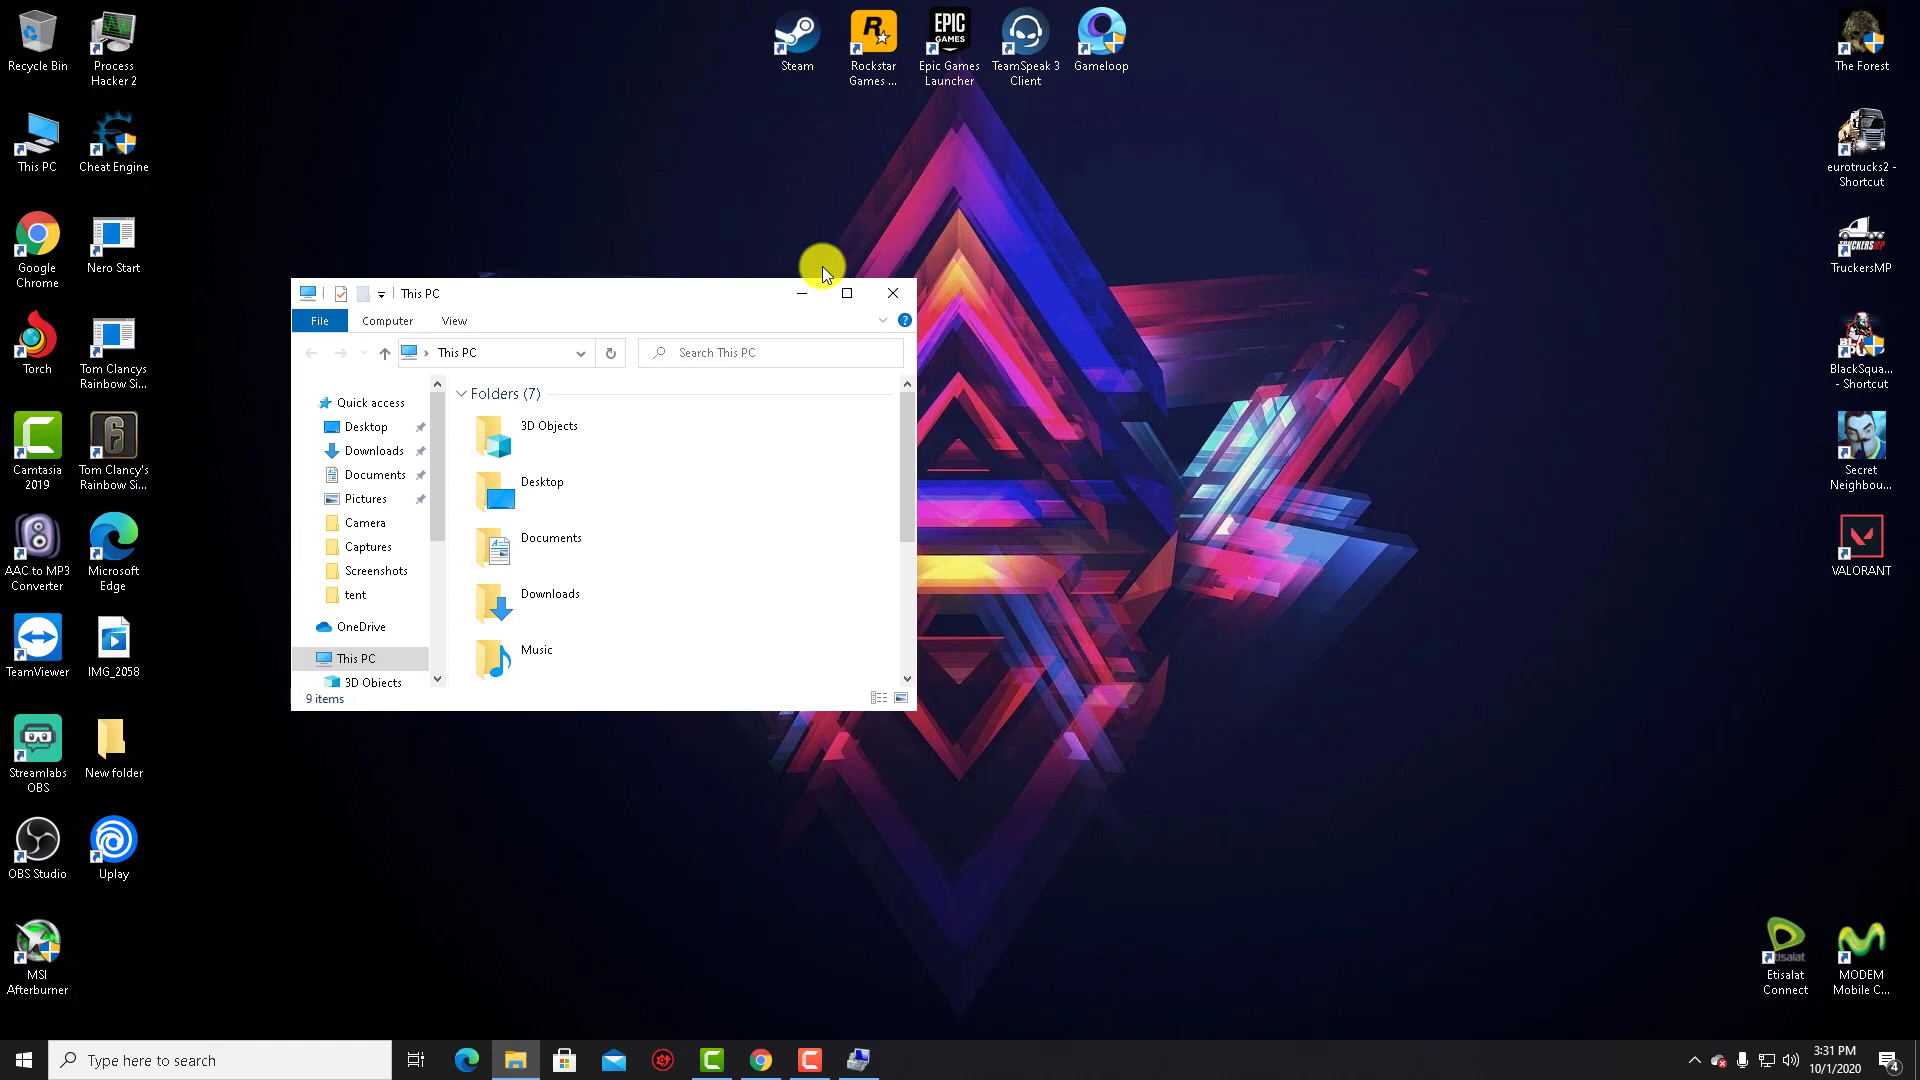 Recycle Bin
Process
Hacker 2
This PC
Cheat Engine
Google
Chrome
Nero Start
Torch
Tom Clancys
Rainbow Si...
Camtasia
2019
Tom Clancy's
Rainbow Si...
AAC to MP3
Converter
Microsoft
Edge
TeamViewer
IMG_2058
Streamlabs
OBS
New folder
OBS Studio
Uplay
MSI
Afterburner
Steam
Rockstar
Games ...
EPIC
GAMES
Epic Games
Launcher
TeamSpeak 3
Client
Gameloop
The Forest
eurotrucks2 -
Shortcut
TRUCKERSMP
TruckersMP
BlackSqua...
- Shortcut
Secret
Neighbou...
VALORANT
etisalat
Etisalat
Connect
MODEM
Mobile C...
This PC
File
Computer
View
This PC
Search This PC
Quick access
Desktop
Downloads
Documents
Pictures
Camera
Captures
Screenshots
tent
OneDrive
This PC
3D Objects
Folders (7)
3D Objects
Desktop
Documents
Downloads
Music
9 items
Type here to search
3:31 PM
10/1/2020
4